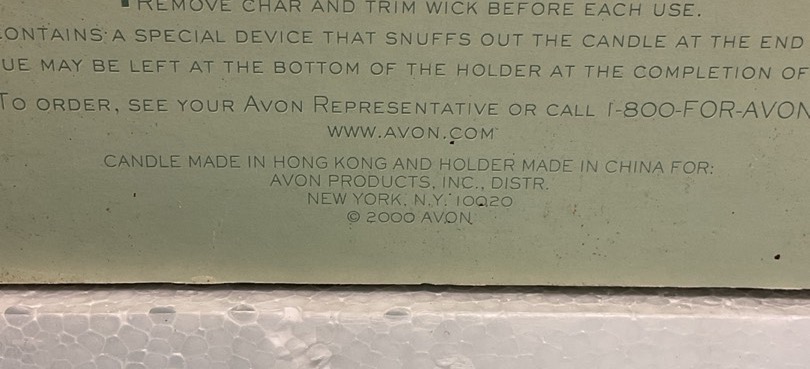 REMOVE CHAR AND TRIM WICK BEFORE EACH USE.
ONTAINS A SPECIAL DEVICE THAT SNUFFS OUT THE CANDLE AT THE END
UE MAY BE LEFT AT THE BOTTOM OF THE HOLDER AT THE COMPLETION OF
TO ORDER, SEE YOUR AVON REPRESENTATIVE OR CALL 1-800-FOR-AVON
WWW.AVON.COM
CANDLE MADE IN HONG KONG AND HOLDER MADE IN CHINA FOR:
AVON PRODUCTS, INC., DISTR.
NEW YORK, N.Y. 10020
© 2000 AVON